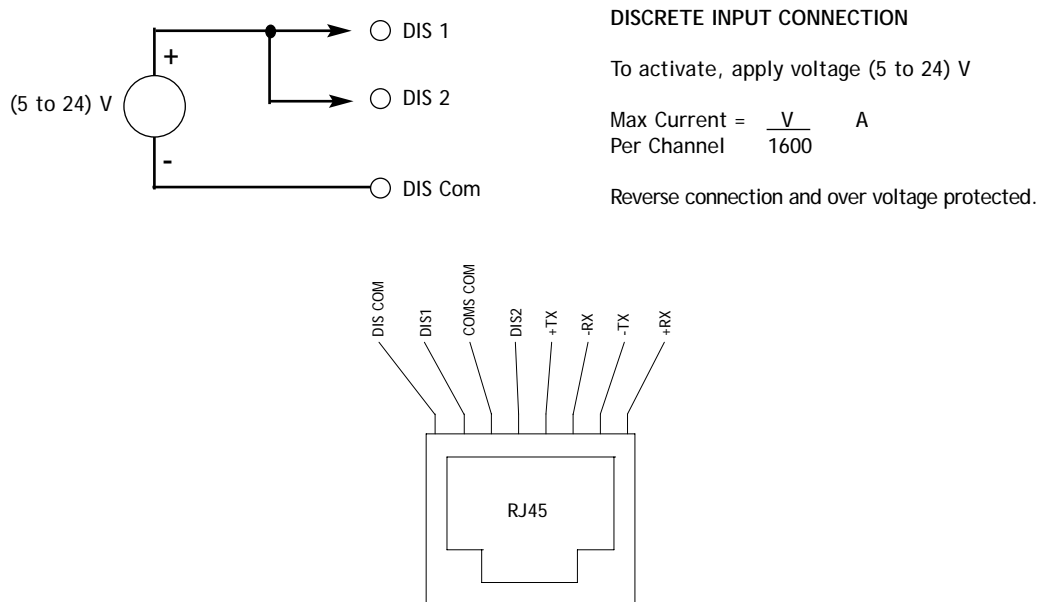 DISCRETE INPUT CONNECTION
To activate, apply voltage (5 to 24) V
Max Current = V A
Per Channel 1600
Reverse connection and over voltage protected.
+
(5 to 24) V
-
DIS 1
DIS 2
DIS Com
DIS COM
DIS1
COMS COM
DIS2
+TX
-RX
-TX
+RX
RJ45